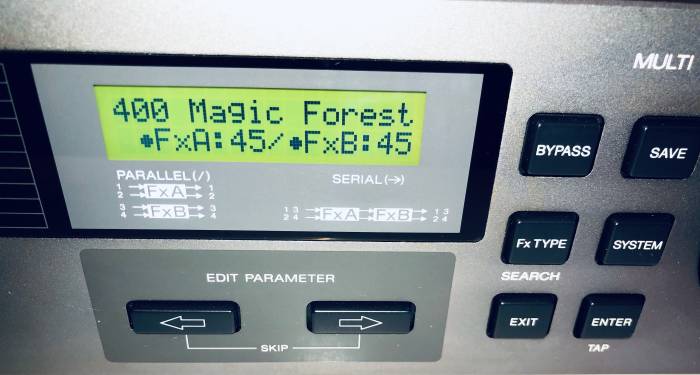 MULTI
400 Magic Forest
*FxA:45/*FxB:45
PARALLEL(/)
SERIAL(→)
1 → FxA → 1
2 → → 2
3 → FxB → 3
4 → → 4
1 3 → FxA → FxB → 1 3
2 4 → → → 2 4
BYPASS
SAVE
Fx TYPE
SYSTEM
SEARCH
EDIT PARAMETER
SKIP
EXIT
ENTER
TAP